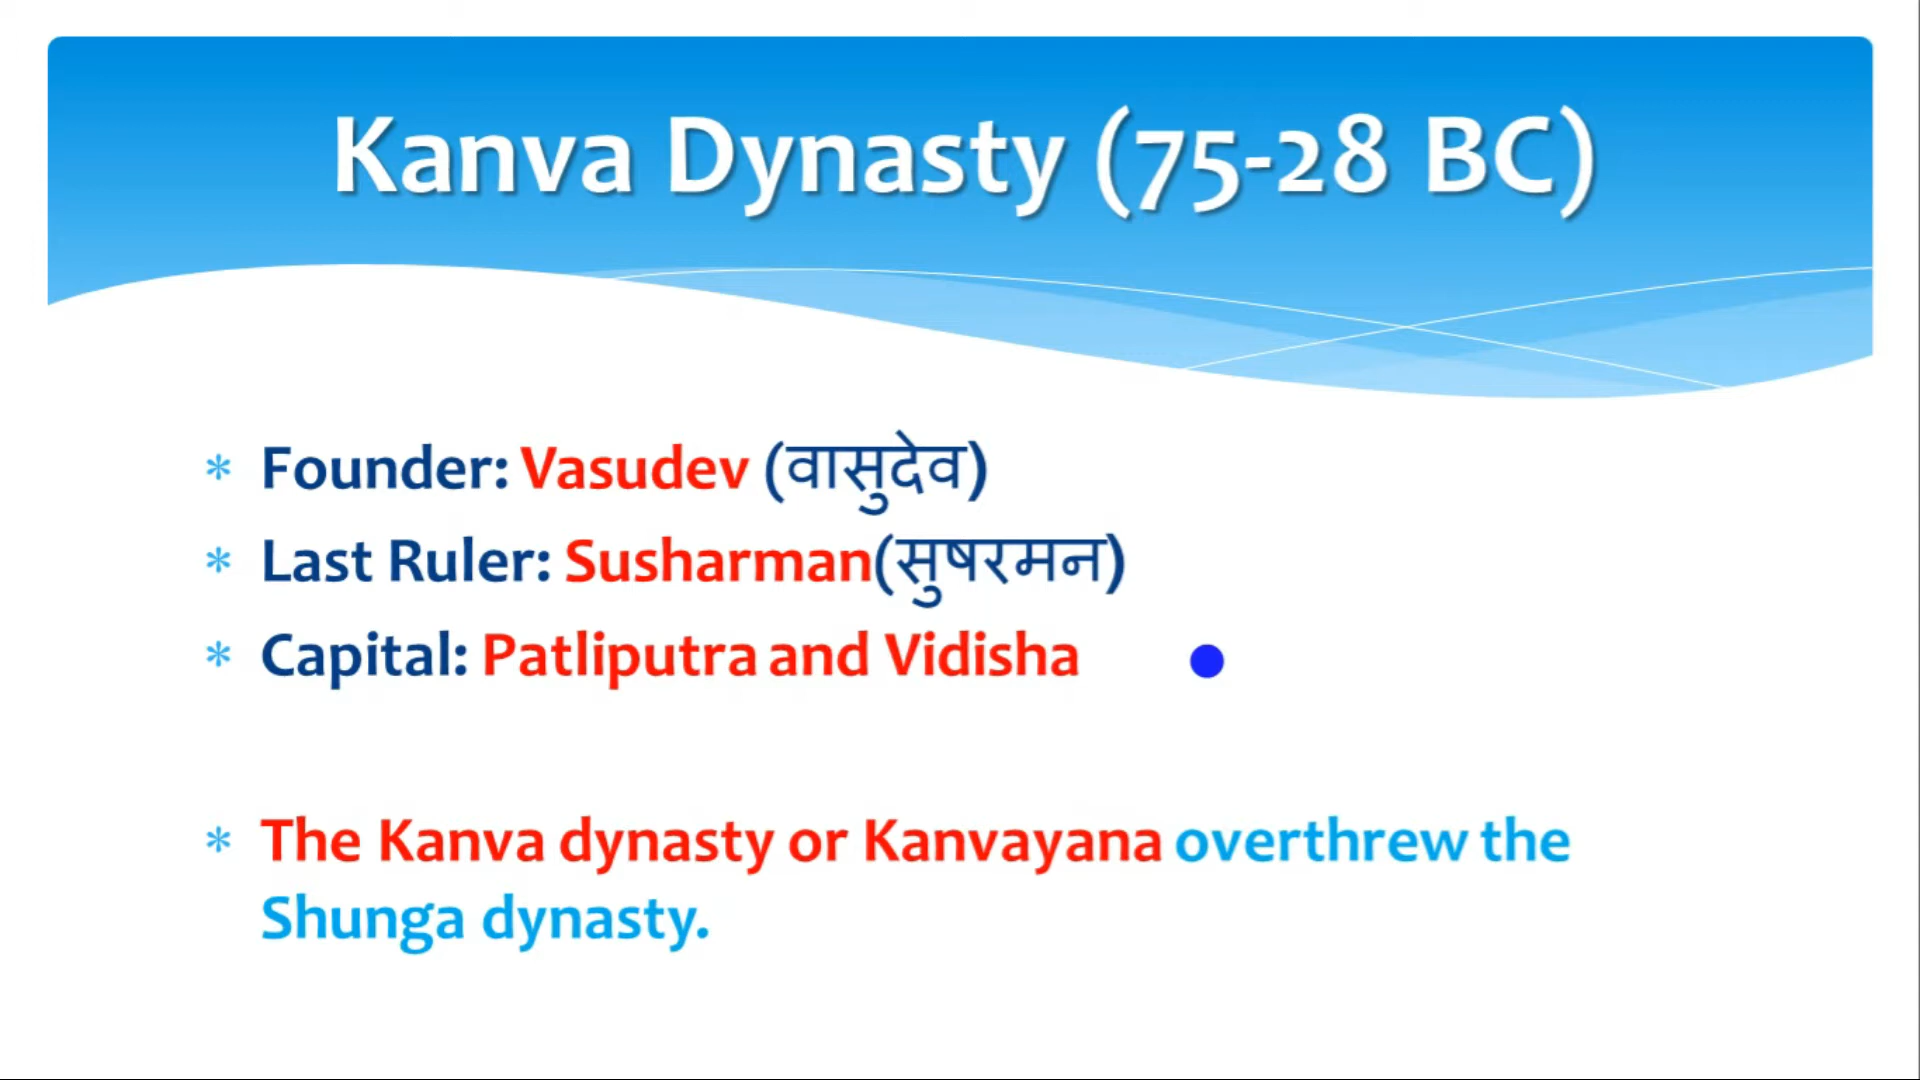 Kanva Dynasty (75-28 BC)
* Founder: Vasudev (वासुदेव)
* Last Ruler: Susharman(सुषरमन)
* Capital: Patliputra and Vidisha
* The Kanva dynasty or Kanvayana overthrew the
Shunga dynasty.